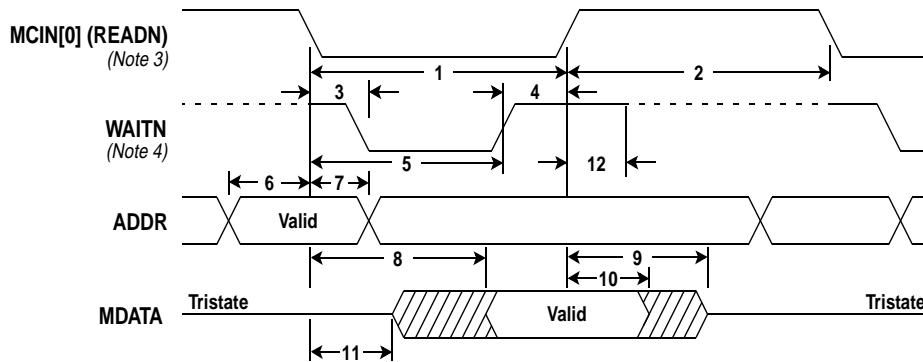 MCIN[0] (READN)
(Note 3)
1
2
3
4
WAITN
(Note 4)
5
12
6
7
ADDR
Valid
8
9
10
Tristate
Tristate
MDATA
Valid
11